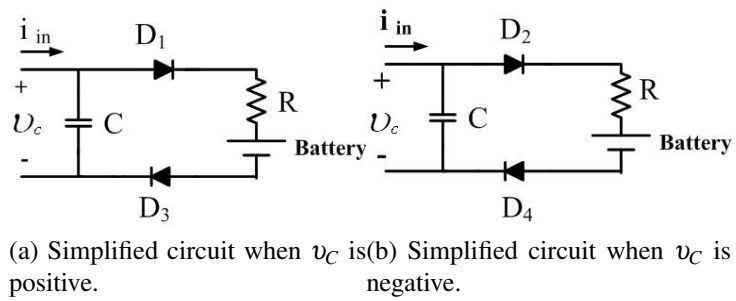 i in
D1
+
υc
C
R
-
Battery
D3
i in
D2
+
υc
C
R
-
Battery
D4
(a) Simplified circuit when υC is
positive.
(b) Simplified circuit when υC is
negative.